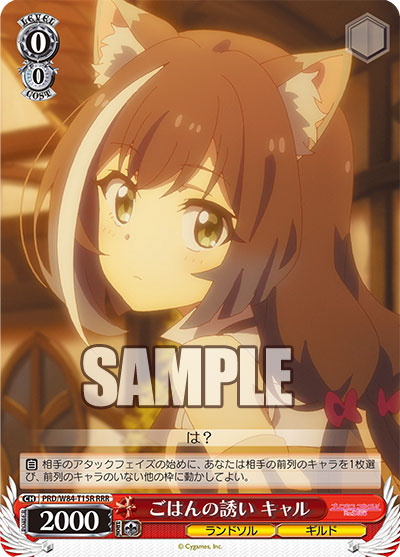 LEVEL
0
0
COST
SAMPLE
は?
相手のアタックフェイズの始めに、あなたは相手の前列のキャラを1枚選
び、前列のキャラのいない他の枠に動かしてよい。
CH PRD/W84-T15R RRR
2000
ごはんの誘い キャル
ランドソル
ギルド
© Cygames, Inc.